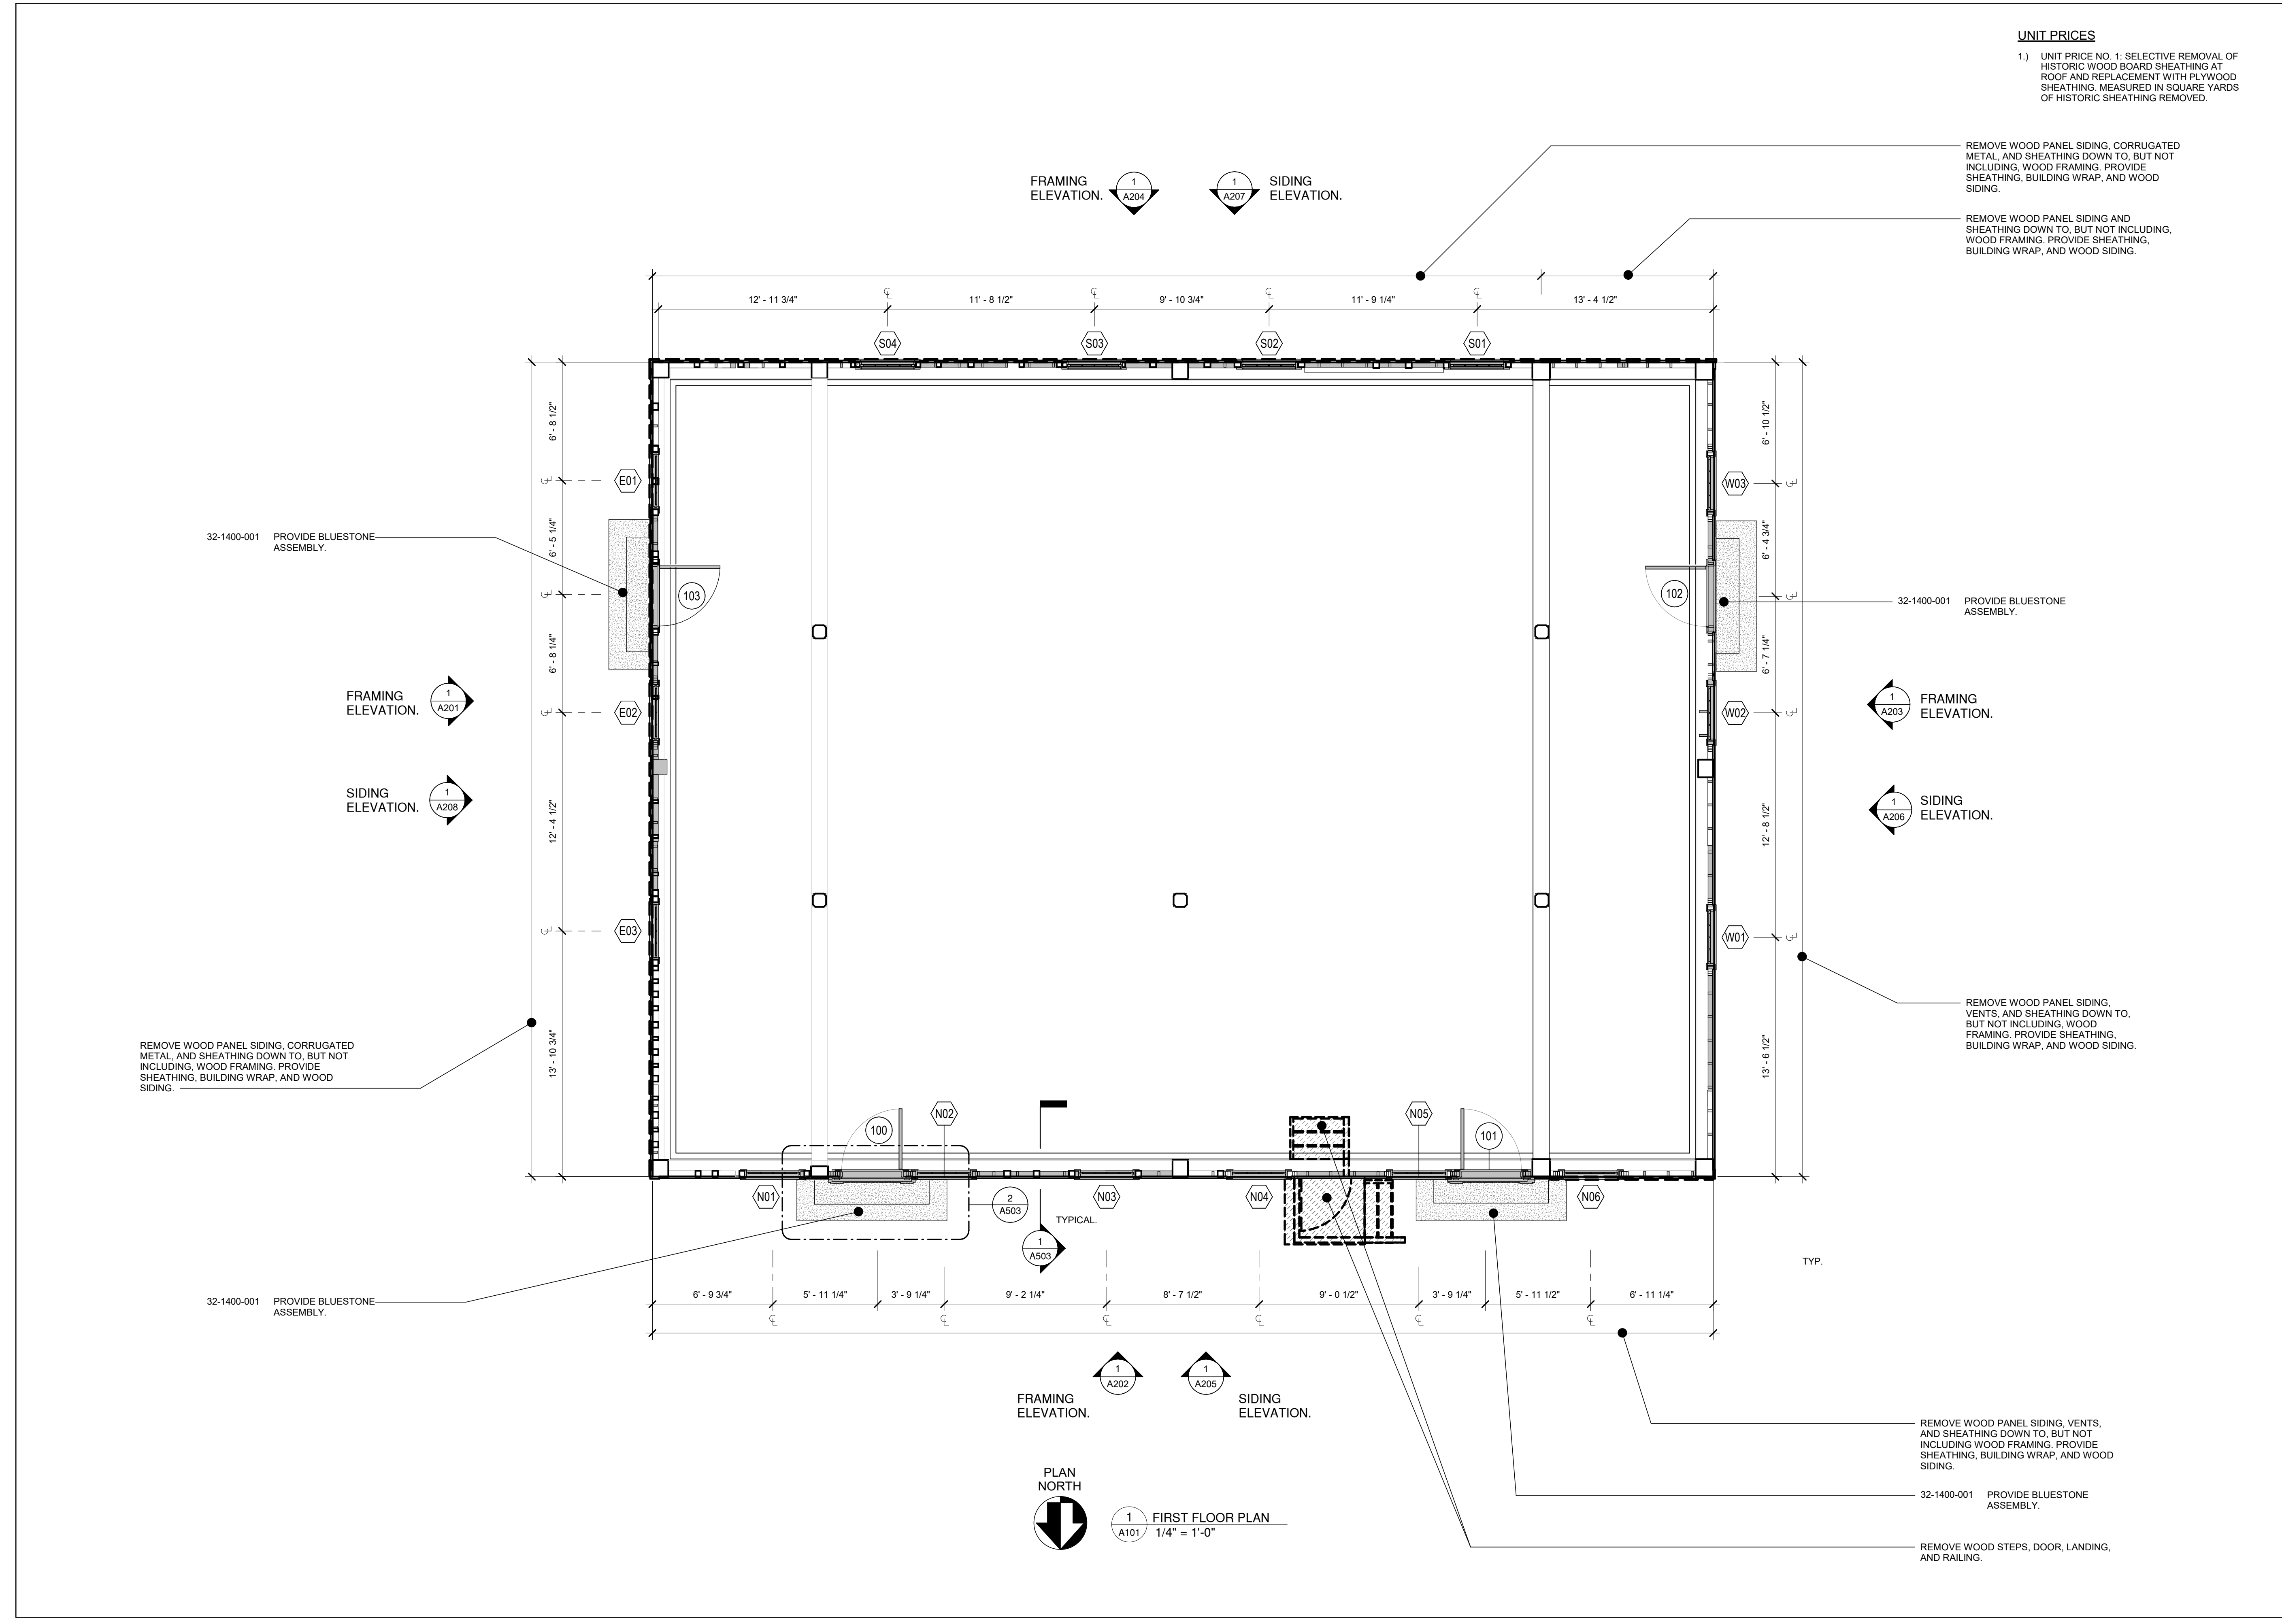 UNIT PRICES
1.) UNIT PRICE NO. 1: SELECTIVE REMOVAL OF
HISTORIC WOOD BOARD SHEATHING AT
ROOF AND REPLACEMENT WITH PLYWOOD
SHEATHING. MEASURED IN SQUARE YARDS
OF HISTORIC SHEATHING REMOVED.
REMOVE WOOD PANEL SIDING, CORRUGATED
METAL, AND SHEATHING DOWN TO, BUT NOT
INCLUDING, WOOD FRAMING. PROVIDE
SHEATHING, BUILDING WRAP, AND WOOD
SIDING.
REMOVE WOOD PANEL SIDING AND
SHEATHING DOWN TO, BUT NOT INCLUDING,
WOOD FRAMING. PROVIDE SHEATHING,
BUILDING WRAP, AND WOOD SIDING.
FRAMING
ELEVATION.
1
A204
1
A207
SIDING
ELEVATION.
12' - 11 3/4"
11' - 8 1/2"
9' - 10 3/4"
11' - 9 1/4"
13' - 4 1/2"
S04
S03
S02
S01
6' - 8 1/2"
6' - 5 1/4"
6' - 8 1/4"
12' - 4 1/2"
13' - 10 3/4"
E01
E02
E03
32-1400-001 PROVIDE BLUESTONE
ASSEMBLY.
103
102
FRAMING
ELEVATION.
1
A201
SIDING
ELEVATION.
1
A208
REMOVE WOOD PANEL SIDING, CORRUGATED
METAL, AND SHEATHING DOWN TO, BUT NOT
INCLUDING, WOOD FRAMING. PROVIDE
SHEATHING, BUILDING WRAP, AND WOOD
SIDING.
6' - 10 1/2"
6' - 4 3/4"
6' - 7 1/4"
12' - 8 1/2"
13' - 6 1/2"
W03
W02
W01
32-1400-001 PROVIDE BLUESTONE
ASSEMBLY.
1
A203
FRAMING
ELEVATION.
1
A206
SIDING
ELEVATION.
REMOVE WOOD PANEL SIDING,
VENTS, AND SHEATHING DOWN TO,
BUT NOT INCLUDING, WOOD
FRAMING. PROVIDE SHEATHING,
BUILDING WRAP, AND WOOD SIDING.
100
N02
N05
101
N01
2
A503
N03
N04
N06
TYPICAL.
1
A503
TYP.
32-1400-001 PROVIDE BLUESTONE
ASSEMBLY.
6' - 9 3/4"
5' - 11 1/4"
3' - 9 1/4"
9' - 2 1/4"
8' - 7 1/2"
9' - 0 1/2"
3' - 9 1/4"
5' - 11 1/2"
6' - 11 1/4"
1
A202
1
A205
FRAMING
ELEVATION.
SIDING
ELEVATION.
REMOVE WOOD PANEL SIDING, VENTS,
AND SHEATHING DOWN TO, BUT NOT
INCLUDING WOOD FRAMING. PROVIDE
SHEATHING, BUILDING WRAP, AND WOOD
SIDING.
32-1400-001 PROVIDE BLUESTONE
ASSEMBLY.
REMOVE WOOD STEPS, DOOR, LANDING,
AND RAILING.
PLAN
NORTH
1
A101
FIRST FLOOR PLAN
1/4" = 1'-0"